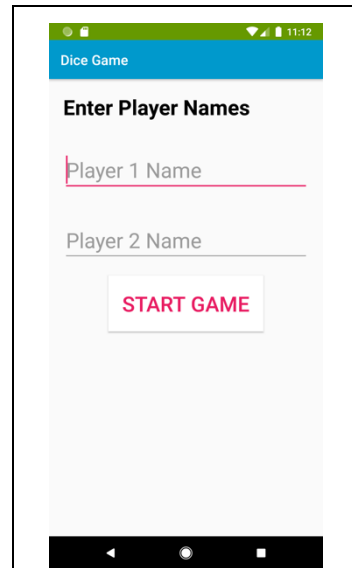 11:12
Dice Game
Enter Player Names
Player 1 Name
Player 2 Name
START GAME